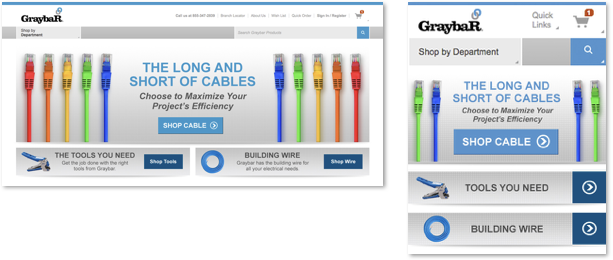 GraybaR
Call us at 800-347-2839 Branch Locator About Us Wish List Quick Order Sign In / Register 1
Shop by
Department
Search Graybar Products
THE LONG AND
SHORT OF CABLES
Choose to Maximize Your
Project's Efficiency
SHOP CABLE
THE TOOLS YOU NEED
Get the job done with the right
tools from Graybar.
Shop Tools
BUILDING WIRE
Graybar has the building wire for
all your electrical needs.
Shop Wire
GraybaR
Quick
Links
1
Shop by Department
THE LONG AND
SHORT OF CABLES
Choose to Maximize Your
Project's Efficiency
SHOP CABLE
TOOLS YOU NEED
BUILDING WIRE